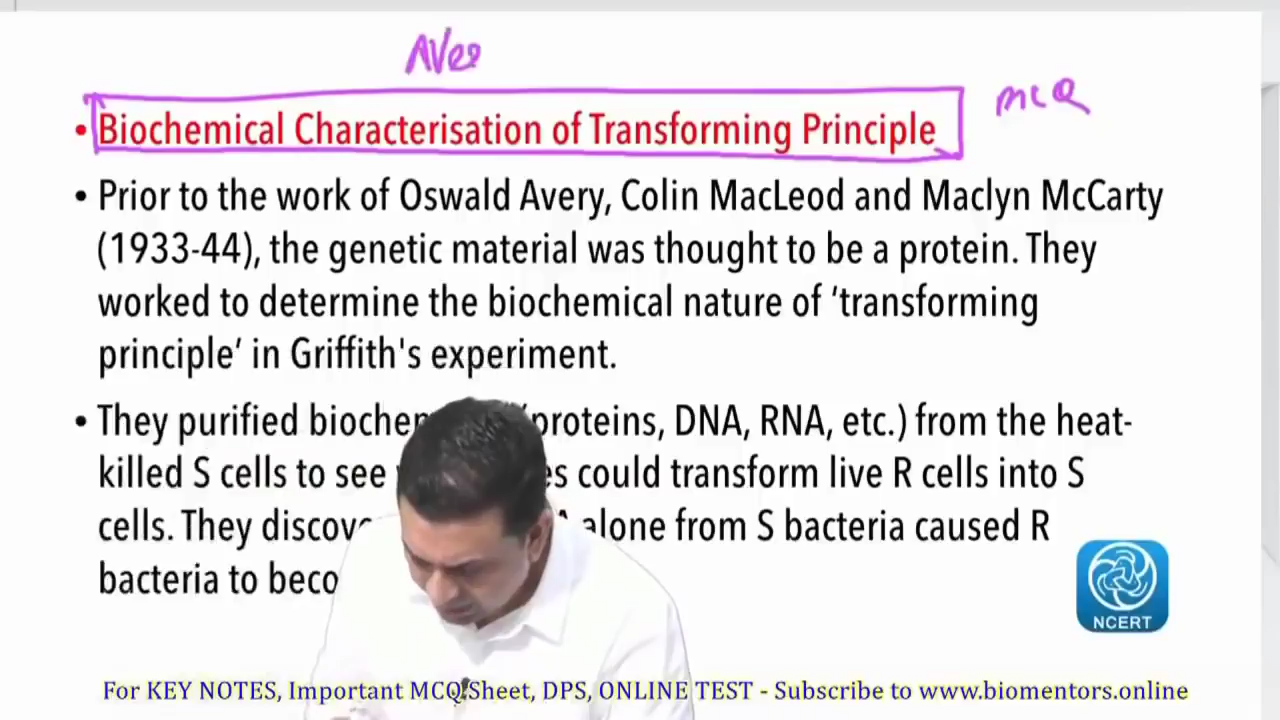 Aver
MCQ
• Biochemical Characterisation of Transforming Principle
• Prior to the work of Oswald Avery, Colin MacLeod and Maclyn McCarty
(1933-44), the genetic material was thought to be a protein. They
worked to determine the biochemical nature of ‘transforming
principle’ in Griffith's experiment.
• They purified (proteins, DNA, RNA, etc.) from the heat-
killed S cells to see could transform live R cells into S
cells. They alone from S bacteria caused R
bacteria to
NCERT
For KEY NOTES, Important MCQ Sheet, DPS, ONLINE TEST - Subscribe to www.biomentors.online